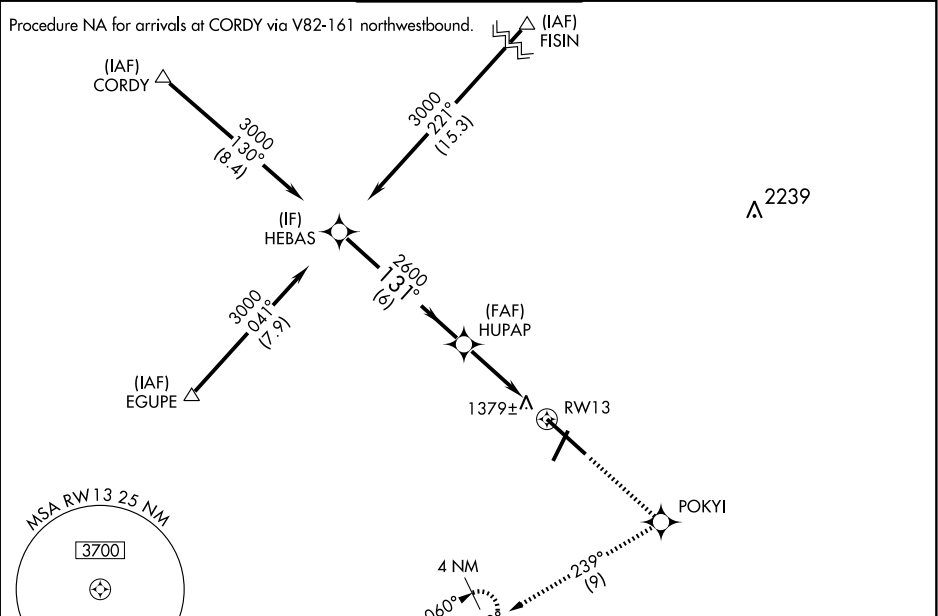 Procedure NA for arrivals at CORDY via V82-161 northwestbound.
(IAF)
FISIN
(IAF)
CORDY
3000
130°
(8.4)
3000
221°
(15.3)
2239
(IF)
HEBAS
2600
131°
(6)
3000
041°
(7.9)
(FAF)
HUPAP
(IAF)
EGUPE
1379±
RW13
MSA RW13 25 NM
3700
POKYI
4 NM
239°
(9)
060°